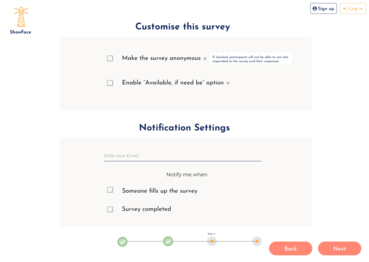 Sign up
Log in
ShowFace
Customise this survey
Make the survey anonymous
If checked, participants will not be able to see who
responded to the survey and their responses
Enable "Available, if need be" option
Notification Settings
Enter your Email
Notify me when
Someone fills up the survey
Survey completed
Step 3
Back
Next